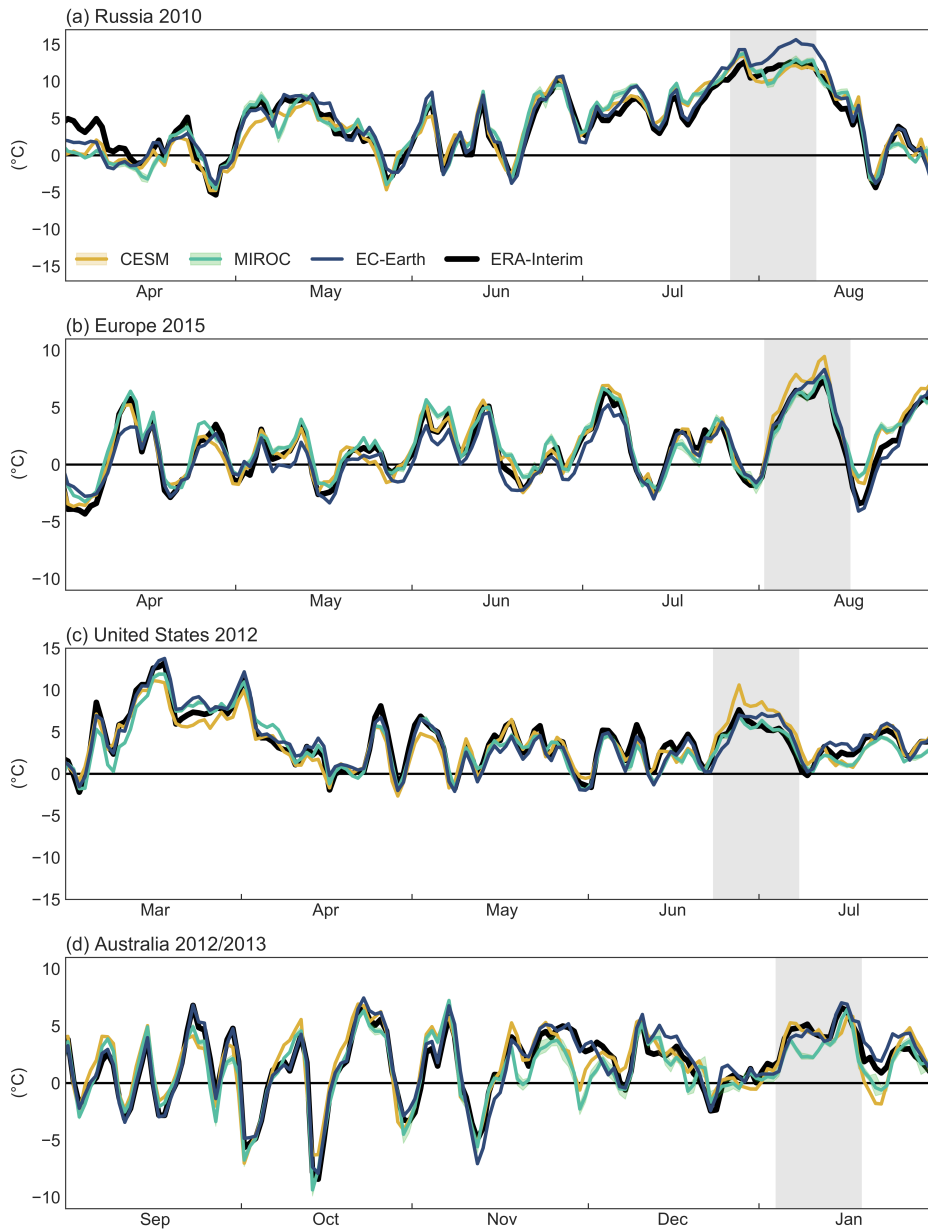 (a) Russia 2010
15
10
5
0
−5
−10
−15
(°C)
CESM MIROC EC-Earth ERA-Interim
Apr May Jun Jul Aug
(b) Europe 2015
10
5
0
−5
−10
(°C)
Apr May Jun Jul Aug
(c) United States 2012
15
10
5
0
−5
−10
−15
(°C)
Mar Apr May Jun Jul
(d) Australia 2012/2013
10
5
0
−5
−10
(°C)
Sep Oct Nov Dec Jan